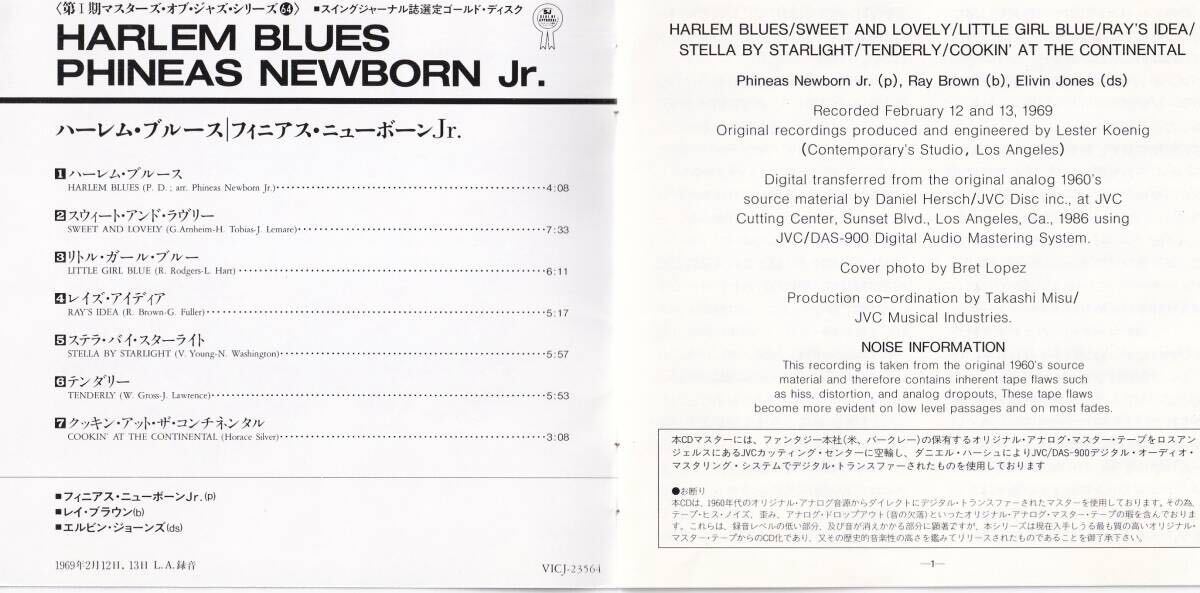 〈第Ⅰ期マスターズ・オブ・ジャズ・シリーズ64〉 ■スイングジャーナル誌選定ゴールド・ディスク
HARLEM BLUES
PHINEAS NEWBORN Jr.
ハーレム・ブルース|フィニアス・ニューボーンJr.
1 ハーレム・ブルース
HARLEM BLUES (P. D. ; arr. Phineas Newborn Jr.)‥‥4:08
2 スウィート・アンド・ラヴリー
SWEET AND LOVELY (G.Arnheim-H. Tobias-J. Lemare)‥‥7:33
3 リトル・ガール・ブルー
LITTLE GIRL BLUE (R. Rodgers-L. Hart)‥‥6:11
4 レイズ・アイディア
RAY'S IDEA (R. Brown-G. Fuller)‥‥5:17
5 ステラ・バイ・スターライト
STELLA BY STARLIGHT (V. Young-N. Washington)‥‥5:57
6 テンダリー
TENDERLY (W. Gross-J. Lawrence)‥‥5:53
7 クッキン・アット・ザ・コンチネンタル
COOKIN' AT THE CONTINENTAL (Horace Silver)‥‥3:08
■フィニアス・ニューボーンJr.(p)
■レイ・ブラウン(b)
■エルビン・ジョーンズ(ds)
1969年2月12日、13日 L.A.録音 VICJ-23564
HARLEM BLUES/SWEET AND LOVELY/LITTLE GIRL BLUE/RAY'S IDEA/
STELLA BY STARLIGHT/TENDERLY/COOKIN' AT THE CONTINENTAL
Phineas Newborn Jr. (p), Ray Brown (b), Elivin Jones (ds)
Recorded February 12 and 13, 1969
Original recordings produced and engineered by Lester Koenig
(Contemporary's Studio, Los Angeles)
Digital transferred from the original analog 1960's
source material by Daniel Hersch/JVC Disc inc., at JVC
Cutting Center, Sunset Blvd., Los Angeles, Ca., 1986 using
JVC/DAS-900 Digital Audio Mastering System.
Cover photo by Bret Lopez
Production co-ordination by Takashi Misu/
JVC Musical Industries.
NOISE INFORMATION
This recording is taken from the original 1960's source
material and therefore contains inherent tape flaws such
as hiss, distortion, and analog dropouts, These tape flaws
become more evident on low level passages and on most fades.
本CDマスターには、ファンタジー本社(米、バークレー)の保有するオリジナル・アナログ・マスター・テープをロスアン
ジェルスにあるJVCカッティング・センターに空輸し、ダニエル・ハーシュによりJVC/DAS-900デジタル・オーディオ・
マスタリング・システムでデジタル・トランスファーされたものを使用しております
●お断り
本CDは、1960年代のオリジナル・アナログ音源からダイレクトにデジタル・トランスファーされたマスターを使用しております。その為、
テープ・ヒス・ノイズ、歪み、アナログ・ドロップアウト(音の欠落)といったオリジナル・アナログ・マスター・テープの瑕を含んでおりま
す。これらは、録音レベルの低い部分、及び音が消えかかる部分に顕著ですが、本シリーズは現在入手しうる最も質の高いオリジナル・
マスター・テープからのCD化であり、又その歴史的音楽性の高さを鑑みてリリースされたものであることを御了承下さい。
—1—